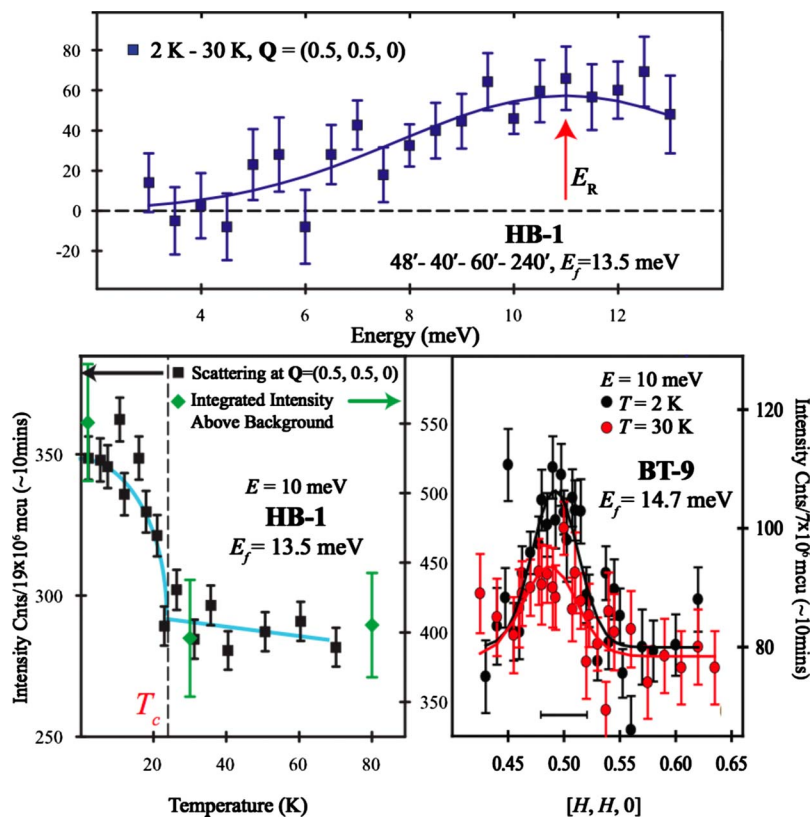 80
60
40
20
0
-20
2 K - 30 K, Q = (0.5, 0.5, 0)
E_R
HB-1
48′- 40′- 60′- 240′, E_f=13.5 meV
4
6
8
10
12
Energy (meV)
Intensity Cnts/19×10⁶ mcu (~10mins)
350
300
250
Scattering at Q=(0.5, 0.5, 0)
Integrated Intensity
Above Background
E = 10 meV
HB-1
E_f = 13.5 meV
T_c
20
40
60
80
Temperature (K)
550
500
450
400
350
E = 10 meV
T = 2 K
T = 30 K
BT-9
E_f = 14.7 meV
120
100
80
Intensity Cnts/7×10⁶ mcu (~10mins)
0.45
0.50
0.55
0.60
0.65
[H, H, 0]